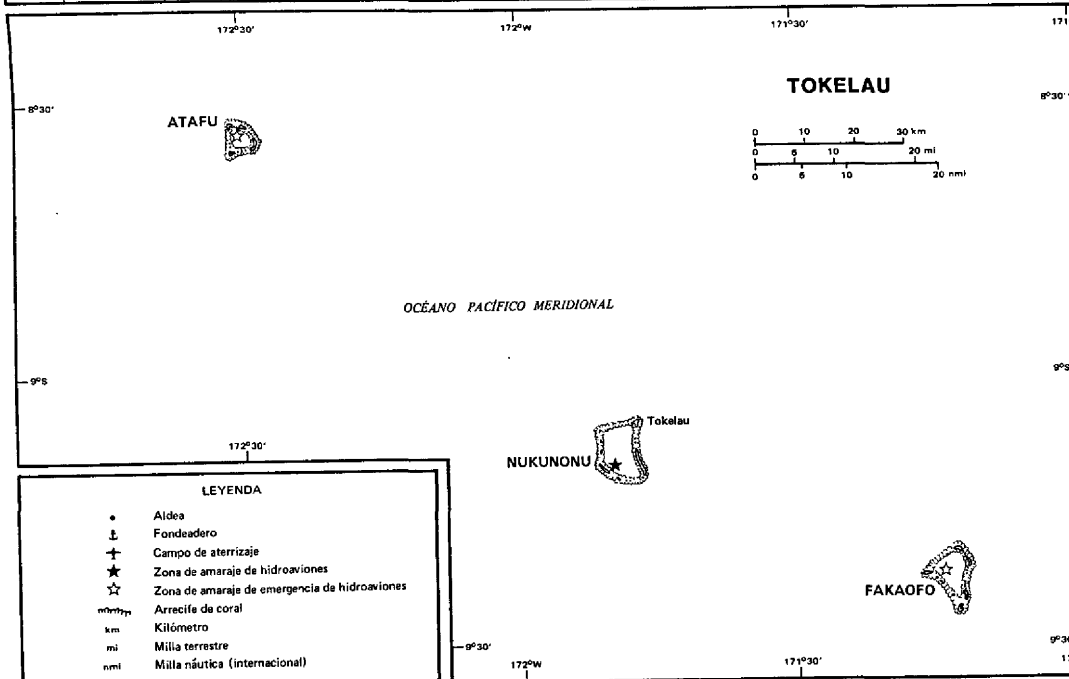 172°30'
172°W
171°30'
171
TOKELAU
8°30'
8°30'
ATAFU
0 10 20 30 km
0 5 10 20 mi
0 5 10 20 nmi
OCÉANO PACÍFICO MERIDIONAL
9°S
9°S
Tokelau
172°30'
NUKUNONU
LEYENDA
Aldea
Fondeadero
Campo de aterrizaje
Zona de amaraje de hidroaviones
Zona de amaraje de emergencia de hidroaviones
Arrecife de coral
km Kilómetro
mi Milla terrestre
nmi Milla náutica (internacional)
FAKAOFO
9°30'
9°30
172°W
171°30'